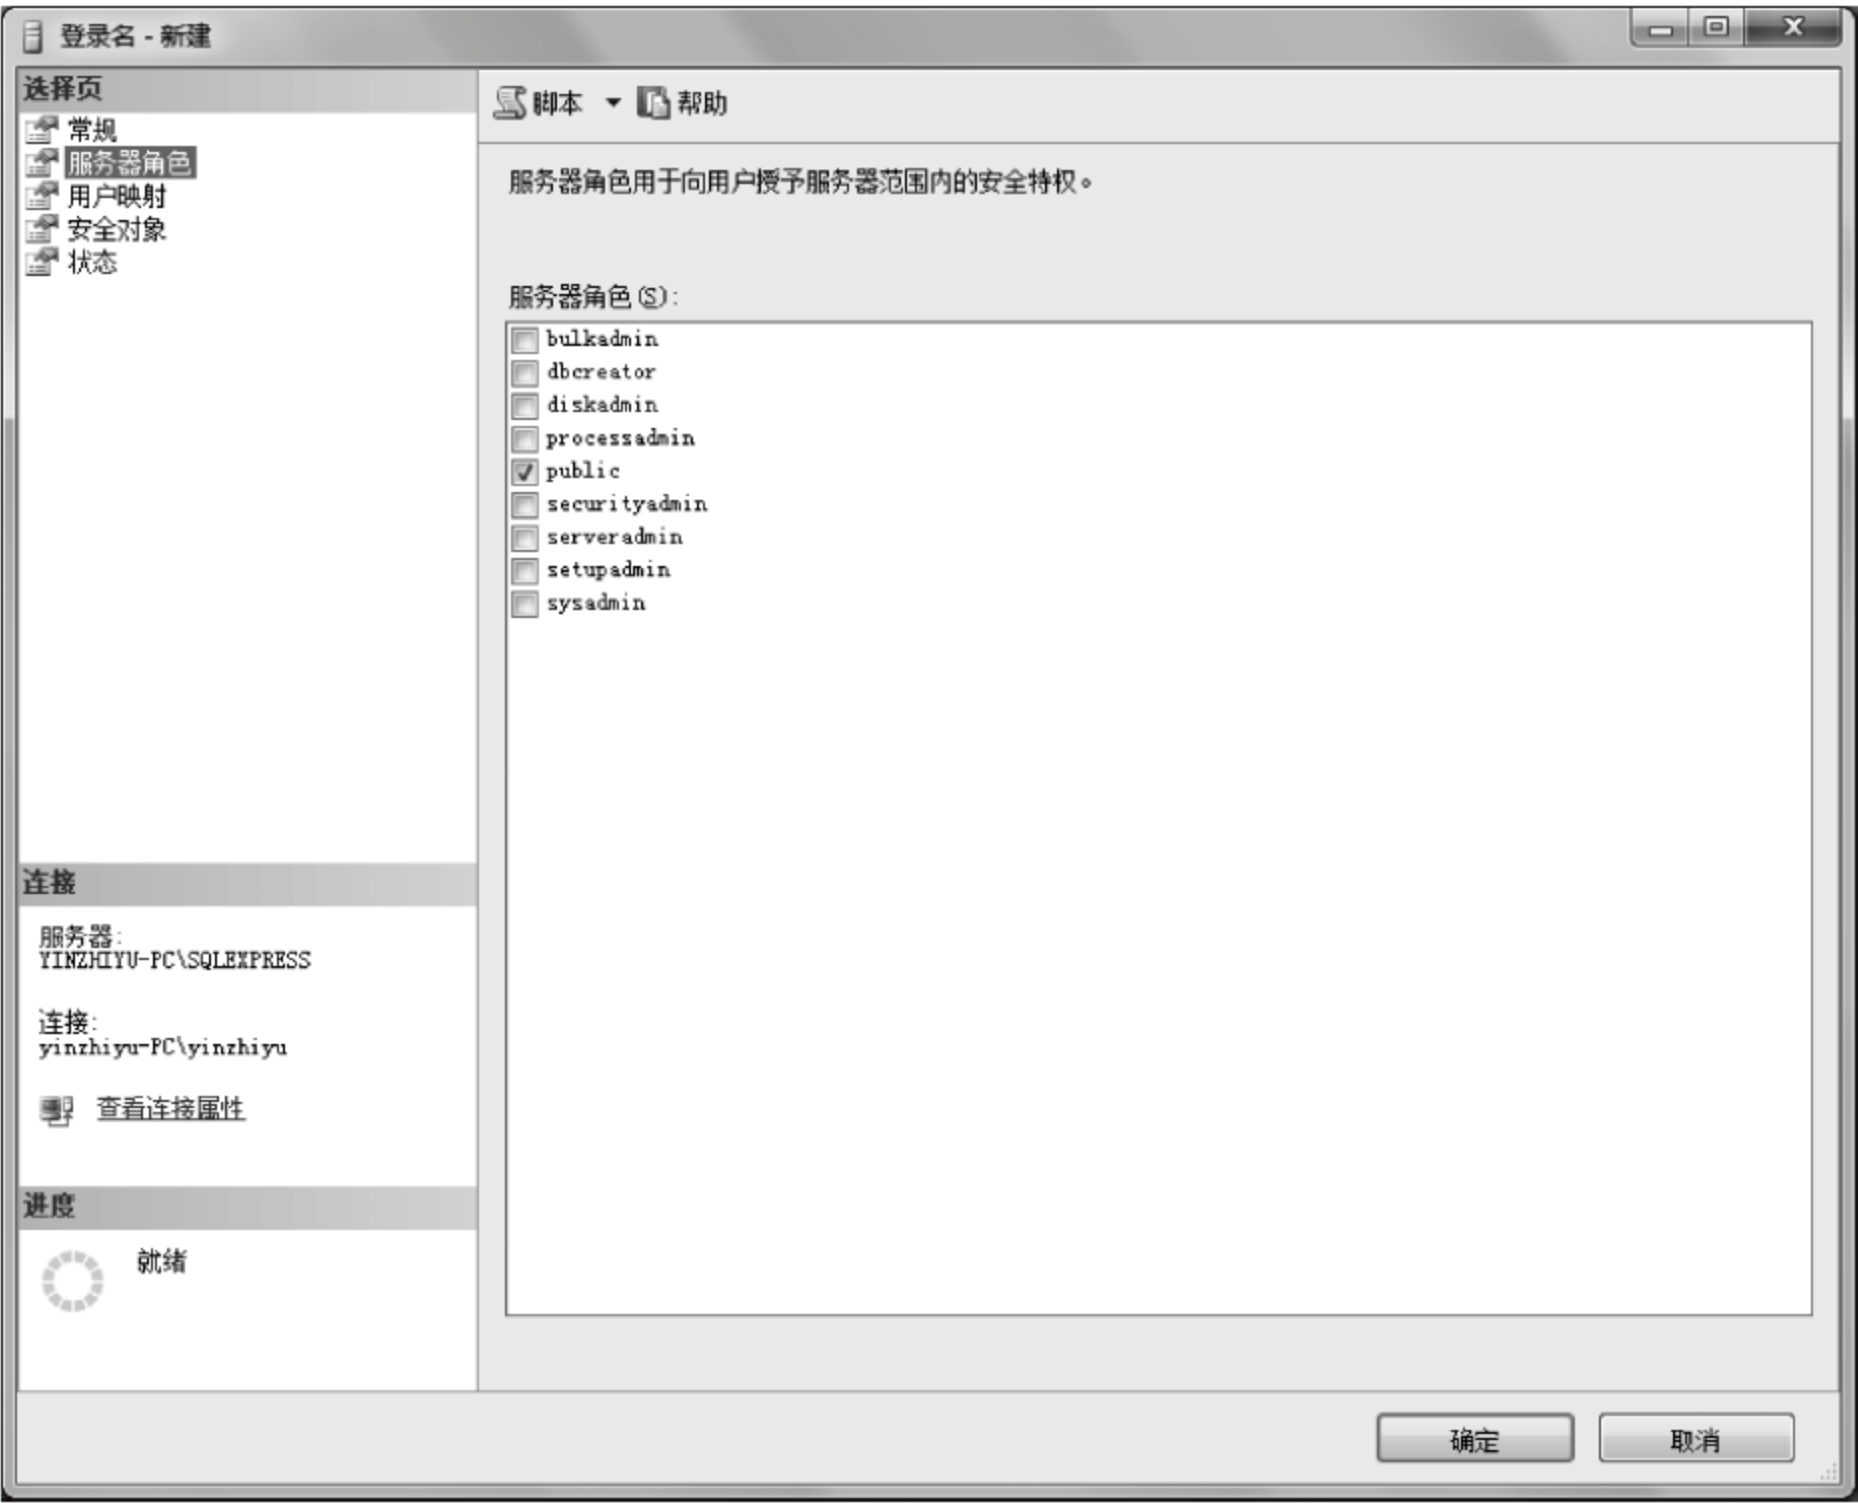 登录名 - 新建
选择页
常规
服务器角色
用户映射
安全对象
状态
脚本
帮助
服务器角色用于向用户授予服务器范围内的安全特权。
服务器角色(S):
bulkadmin
dbcreator
diskadmin
processadmin
public
securityadmin
serveradmin
setupadmin
sysadmin
连接
服务器:
YINZHIYU-PC\SQLEXPRESS
连接:
yinzhiyu-PC\yinzhiyu
查看连接属性
进度
就绪
确定
取消